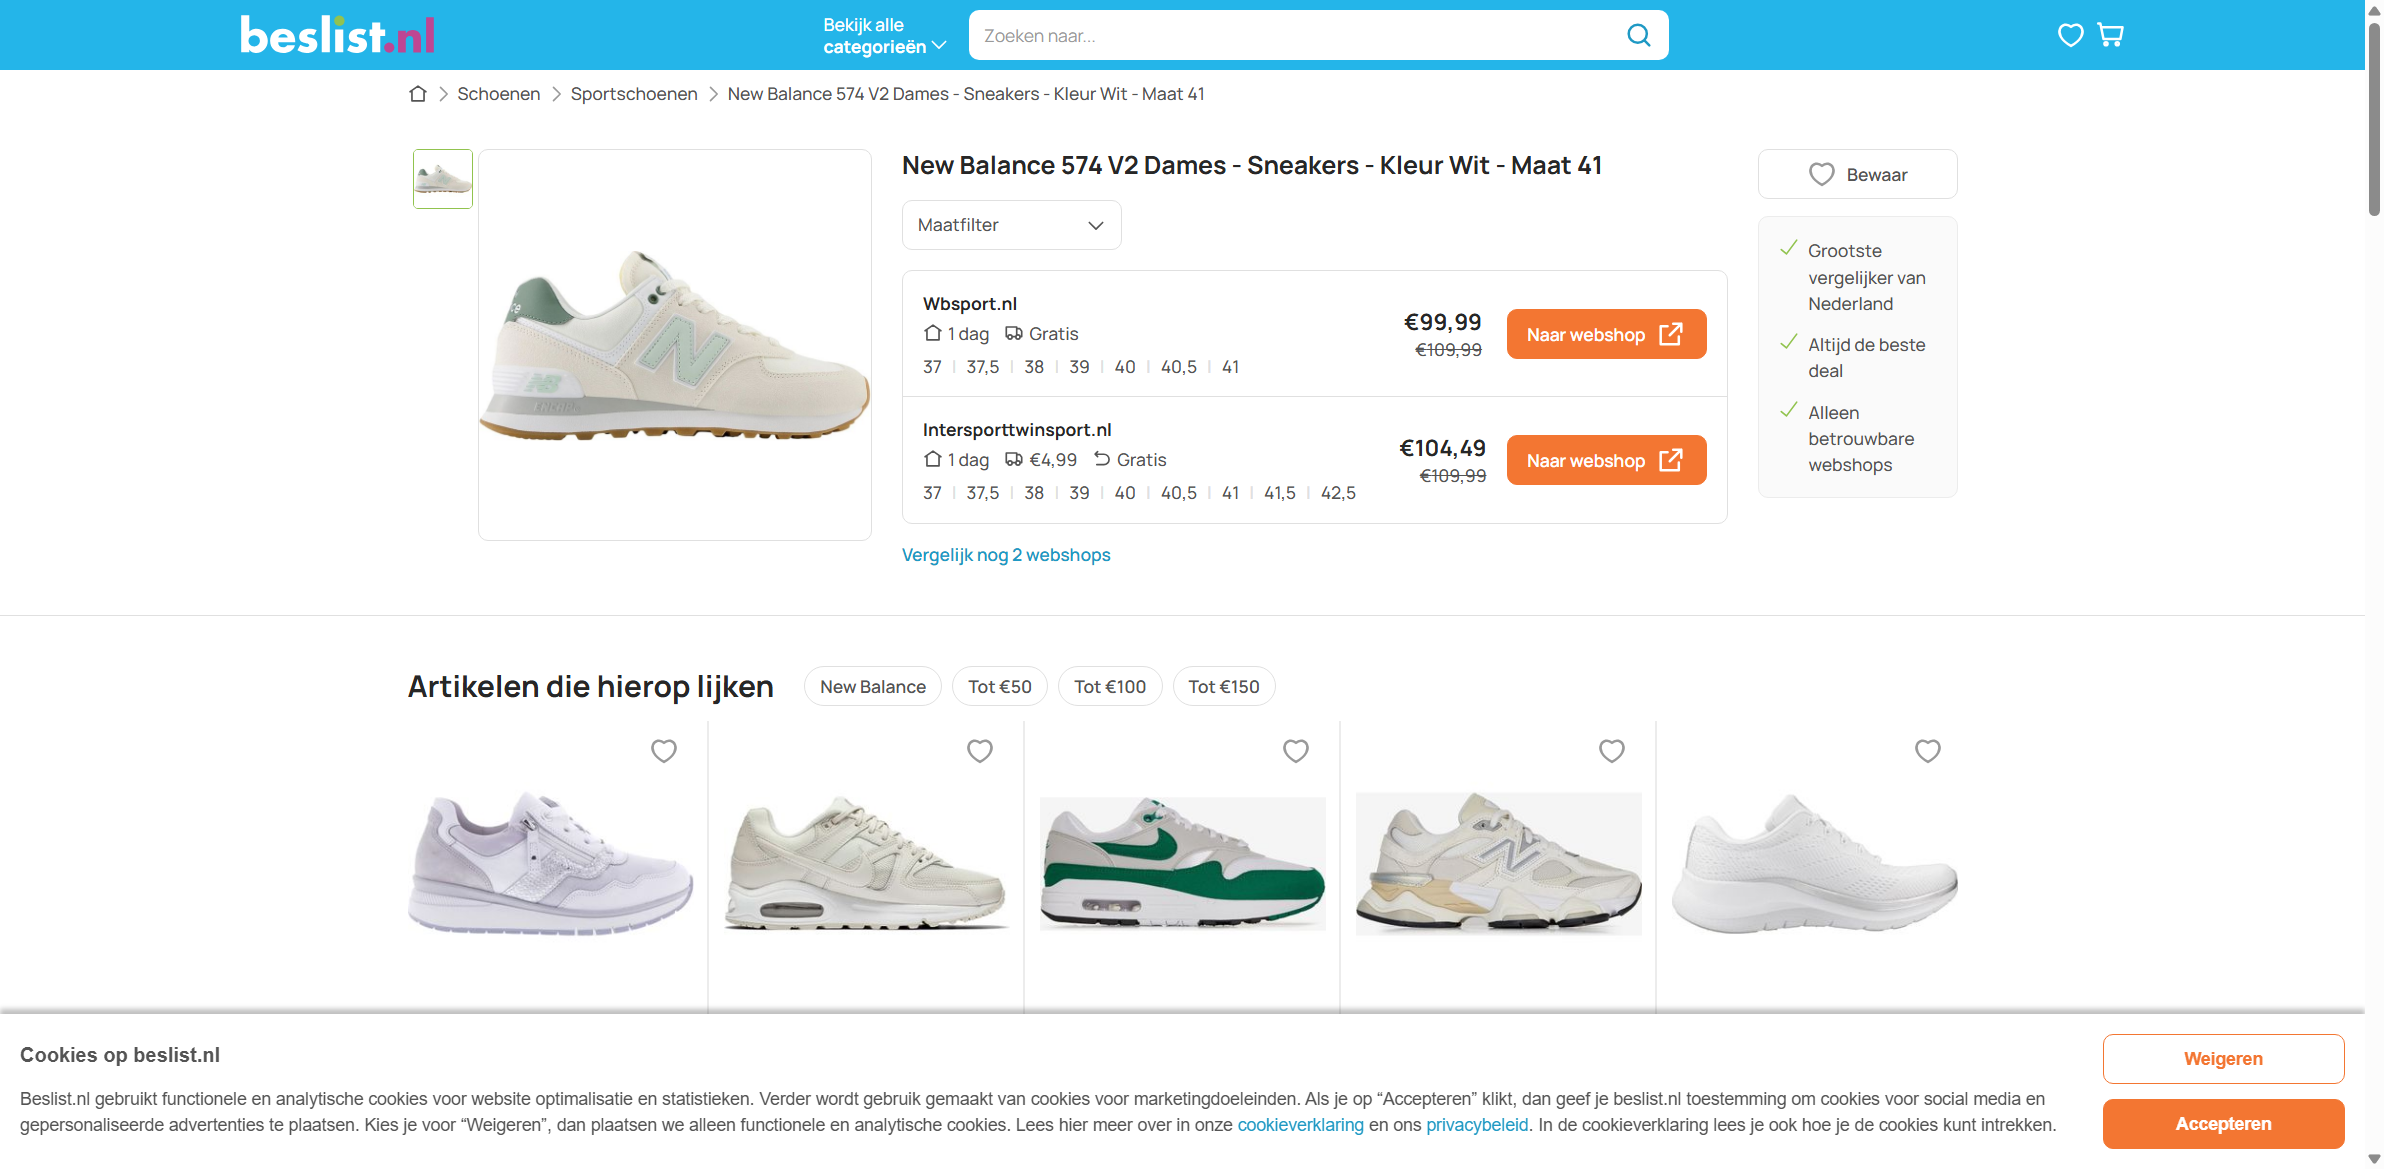 beslist.nl
Bekijk alle
categorieën
Zoeken naar...
Schoenen
Sportschoenen
New Balance 574 V2 Dames - Sneakers - Kleur Wit - Maat 41
New Balance 574 V2 Dames - Sneakers - Kleur Wit - Maat 41
Bewaar
Maatfilter
Wbsport.nl
1 dag Gratis
37 37,5 38 39 40 40,5 41
€99,99
€109,99
Naar webshop
Intersporttwinsport.nl
1 dag €4,99 Gratis
37 37,5 38 39 40 40,5 41 41,5 42,5
€104,49
€109,99
Naar webshop
Vergelijk nog 2 webshops
Grootste
vergelijker van
Nederland
Altijd de beste
deal
Alleen
betrouwbare
webshops
Artikelen die hierop lijken
New Balance
Tot €50
Tot €100
Tot €150
Cookies op beslist.nl
Beslist.nl gebruikt functionele en analytische cookies voor website optimalisatie en statistieken. Verder wordt gebruik gemaakt van cookies voor marketingdoeleinden. Als je op “Accepteren” klikt, dan geef je beslist.nl toestemming om cookies voor social media en
gepersonaliseerde advertenties te plaatsen. Kies je voor “Weigeren”, dan plaatsen we alleen functionele en analytische cookies. Lees hier meer over in onze cookieverklaring en ons privacybeleid. In de cookieverklaring lees je ook hoe je de cookies kunt intrekken.
Weigeren
Accepteren